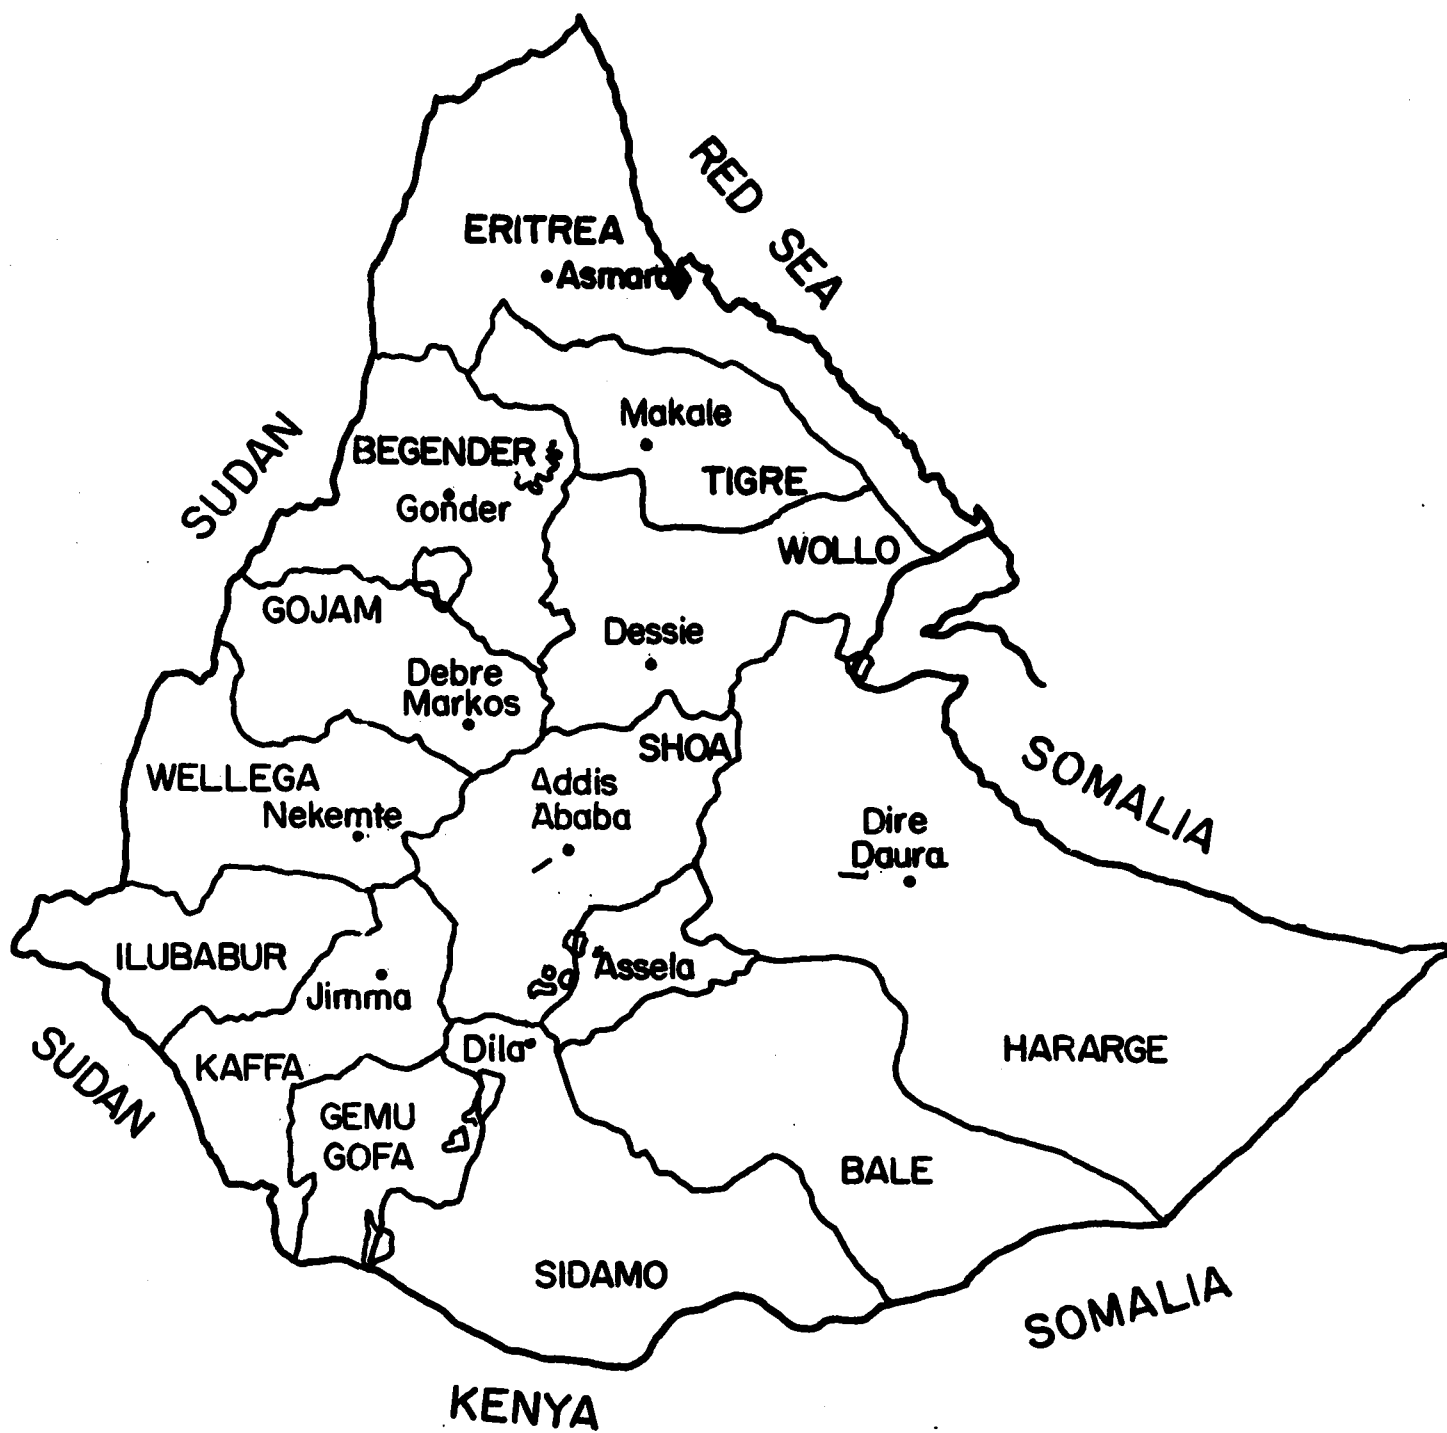 RED SEA
ERITREA
Asmara
Makale
SUDAN
BEGENDER
TIGRE
Gonder
WOLLO
GOJAM
Dessie
Debre
Markos
SHOA
SOMALIA
WELLEGA
Addis
Ababa
Nekemte
Dire
Daura
ILUBABUR
Assela
Jimma
SUDAN
Dila
HARARGE
KAFFA
GEMU
GOFA
BALE
SIDAMO
SOMALIA
KENYA